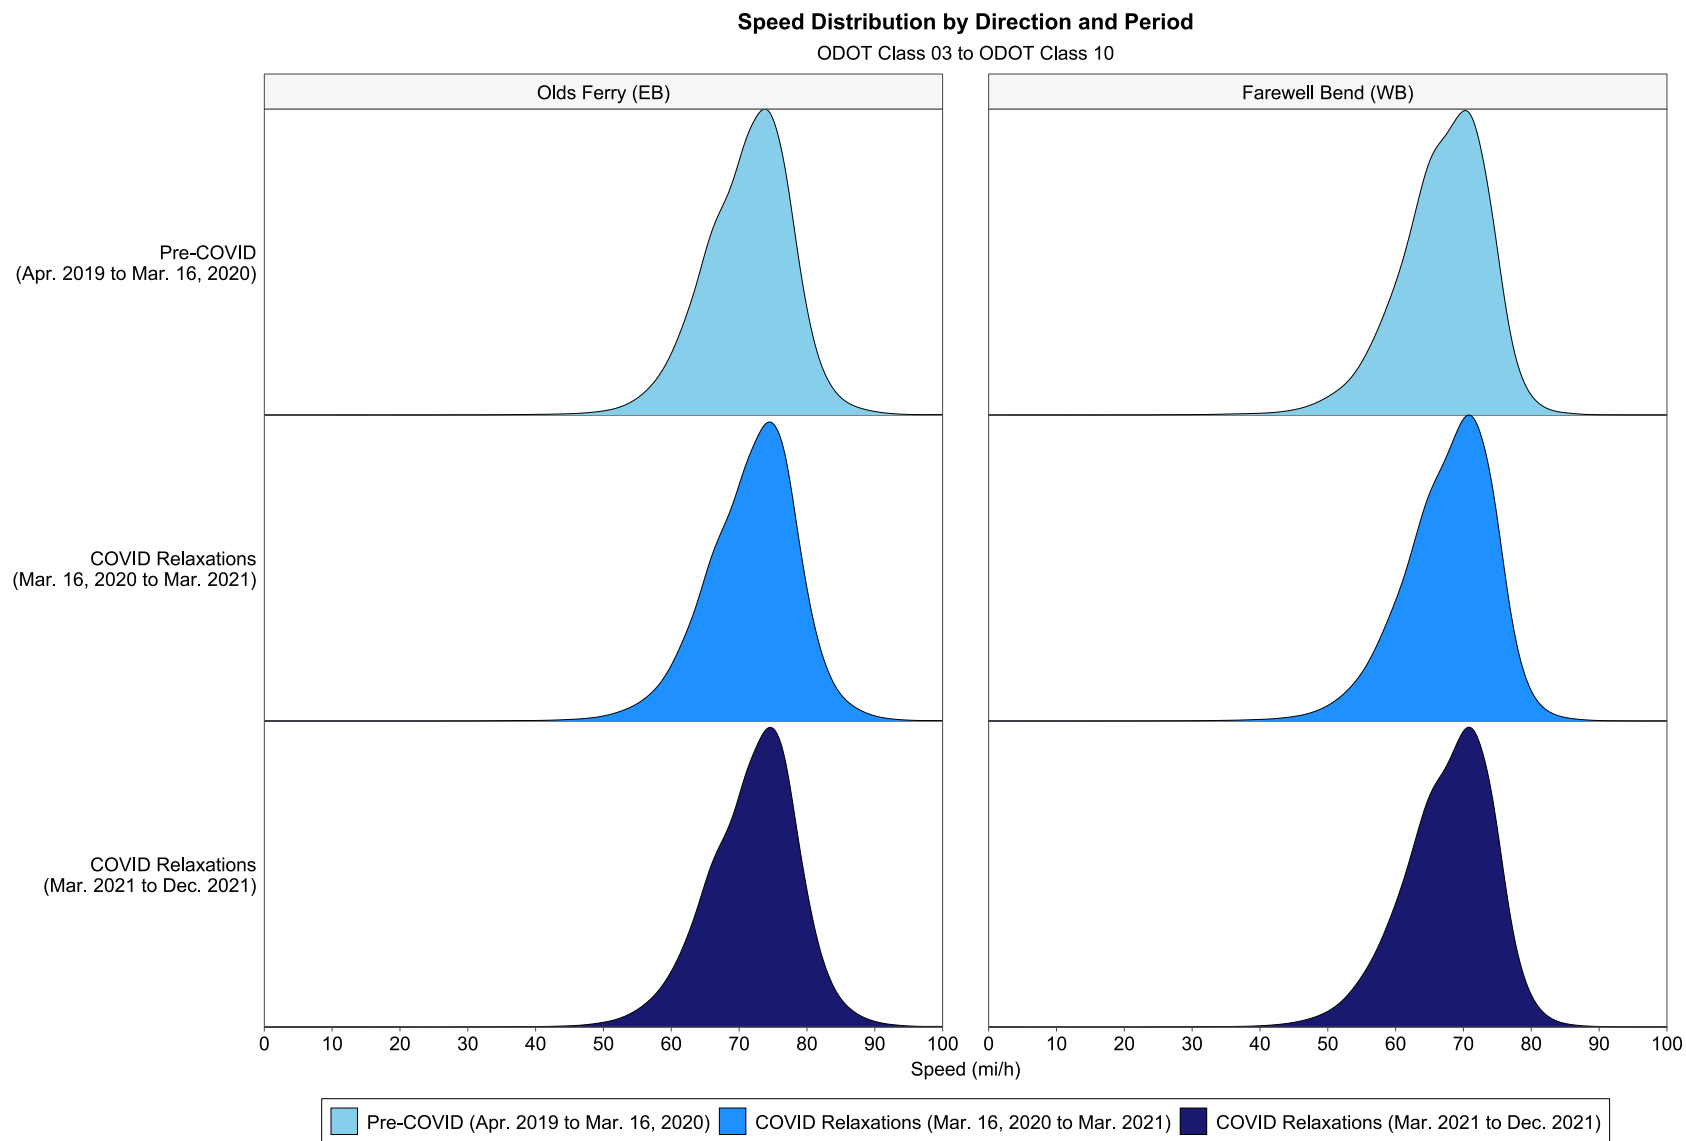 Speed Distribution by Direction and Period
ODOT Class 03 to ODOT Class 10
Olds Ferry (EB)
Farewell Bend (WB)
Pre-COVID
(Apr. 2019 to Mar. 16, 2020)
COVID Relaxations
(Mar. 16, 2020 to Mar. 2021)
COVID Relaxations
(Mar. 2021 to Dec. 2021)
0 10 20 30 40 50 60 70 80 90 100
0 10 20 30 40 50 60 70 80 90 100
Speed (mi/h)
Pre-COVID (Apr. 2019 to Mar. 16, 2020) COVID Relaxations (Mar. 16, 2020 to Mar. 2021) COVID Relaxations (Mar. 2021 to Dec. 2021)